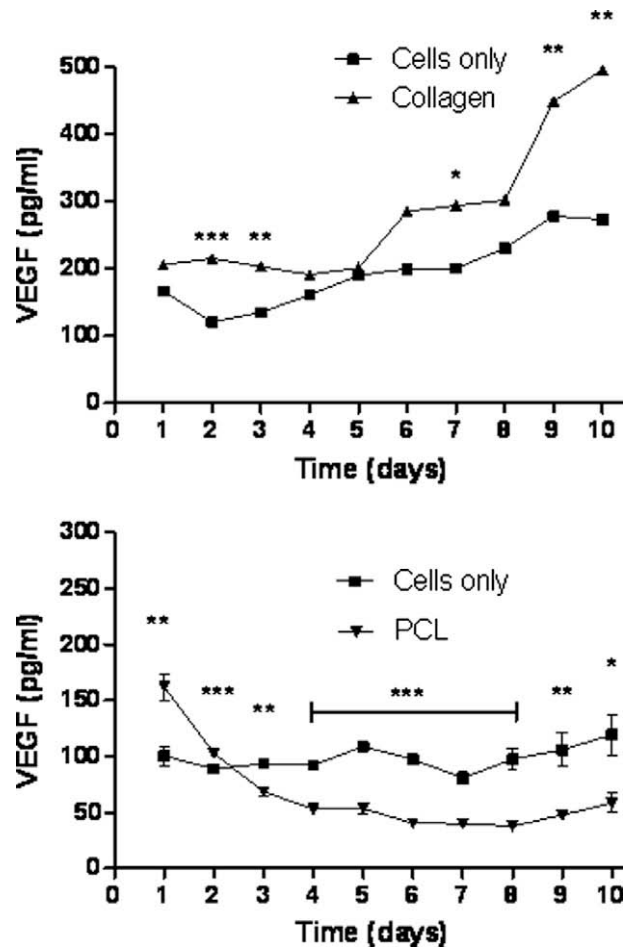 **
**
500
Cells only
Collagen
400
*
300
*** **
200
100
0
VEGF (pg/ml)
0 1 2 3 4 5 6 7 8 9 10
Time (days)
300
250
Cells only
PCL
**
200
*** ** *** ** *
150
100
50
0
VEGF (pg/ml)
0 1 2 3 4 5 6 7 8 9 10
Time (days)